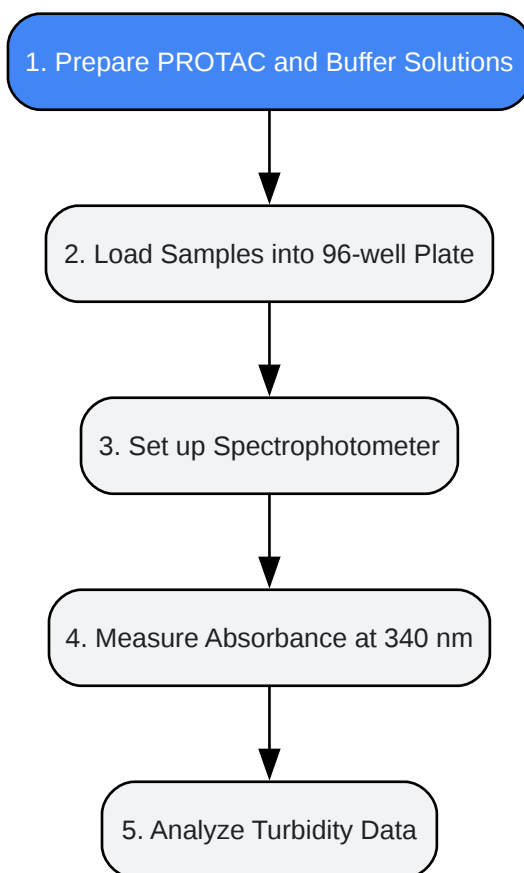 1. Prepare PROTAC and Buffer Solutions
2. Load Samples into 96-well Plate
3. Set up Spectrophotometer
4. Measure Absorbance at 340 nm
5. Analyze Turbidity Data